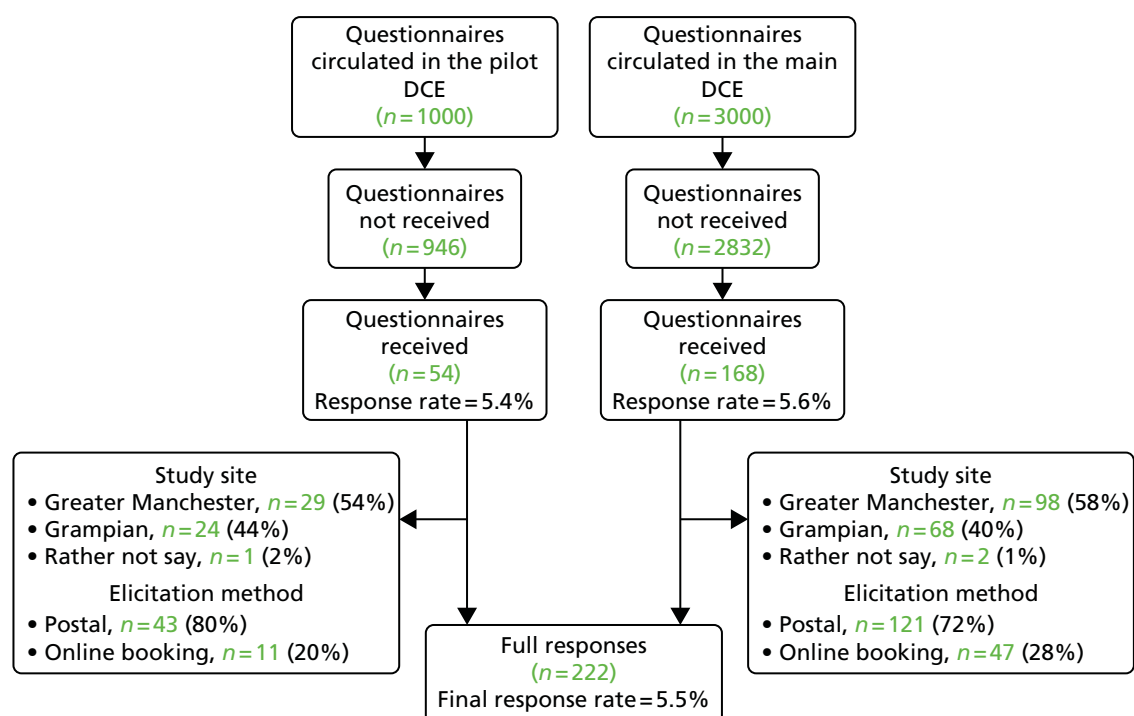 Questionnaires
circulated in the pilot
DCE
(n=1000)
Questionnaires
circulated in the main
DCE
(n=3000)
Questionnaires
not received
(n=946)
Questionnaires
not received
(n=2832)
Questionnaires
received
(n=54)
Response rate=5.4%
Questionnaires
received
(n=168)
Response rate=5.6%
Study site
• Greater Manchester, n=29 (54%)
• Grampian, n=24 (44%)
• Rather not say, n=1 (2%)
Elicitation method
• Postal, n=43 (80%)
• Online booking, n=11 (20%)
Study site
• Greater Manchester, n=98 (58%)
• Grampian, n=68 (40%)
• Rather not say, n=2 (1%)
Elicitation method
• Postal, n=121 (72%)
• Online booking, n=47 (28%)
Full responses
(n=222)
Final response rate=5.5%